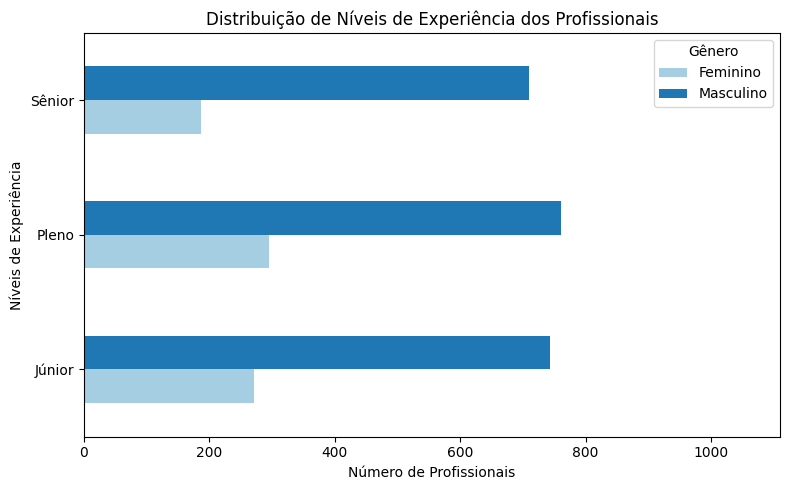 Distribuição de Níveis de Experiência dos Profissionais
Gênero
Feminino
Masculino
Níveis de Experiência
Sênior
Pleno
Júnior
0 200 400 600 800 1000
Número de Profissionais